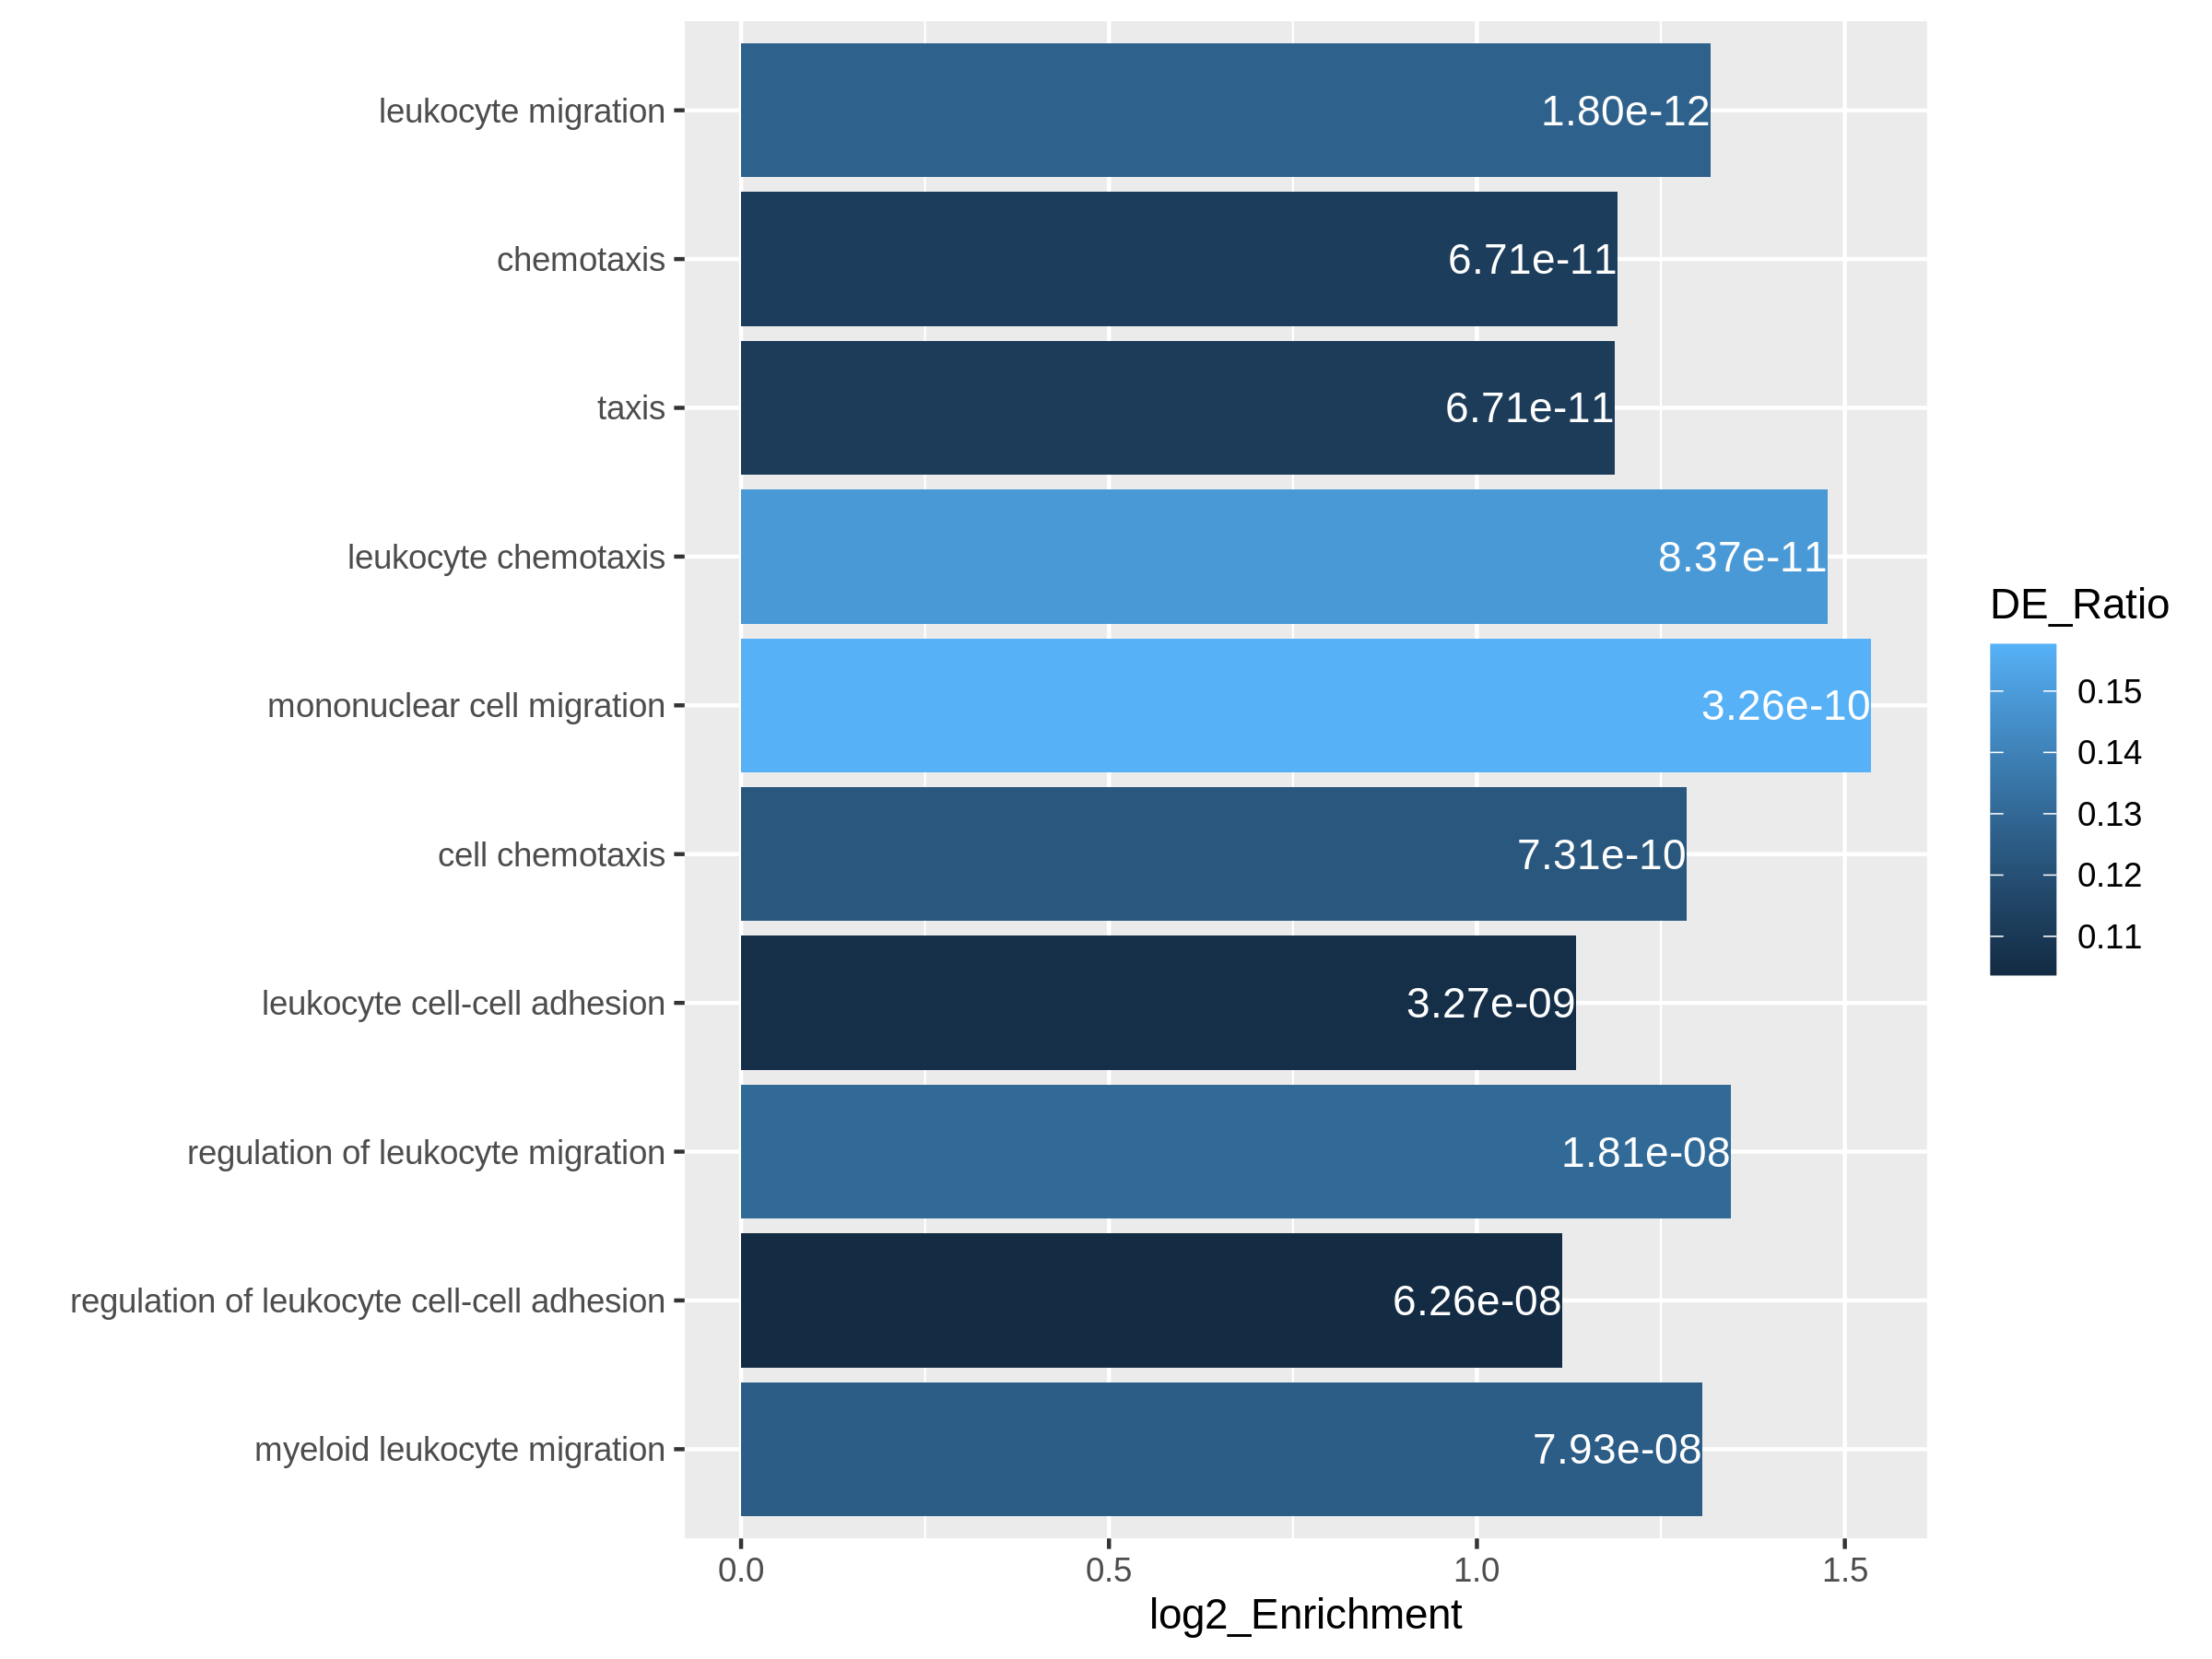 leukocyte migration
1.80e-12
chemotaxis
6.71e-11
taxis
6.71e-11
leukocyte chemotaxis
8.37e-11
mononuclear cell migration
3.26e-10
cell chemotaxis
7.31e-10
leukocyte cell-cell adhesion
3.27e-09
regulation of leukocyte migration
1.81e-08
regulation of leukocyte cell-cell adhesion
6.26e-08
myeloid leukocyte migration
7.93e-08
0.0 0.5 1.0 1.5
log2_Enrichment
DE_Ratio
0.15
0.14
0.13
0.12
0.11